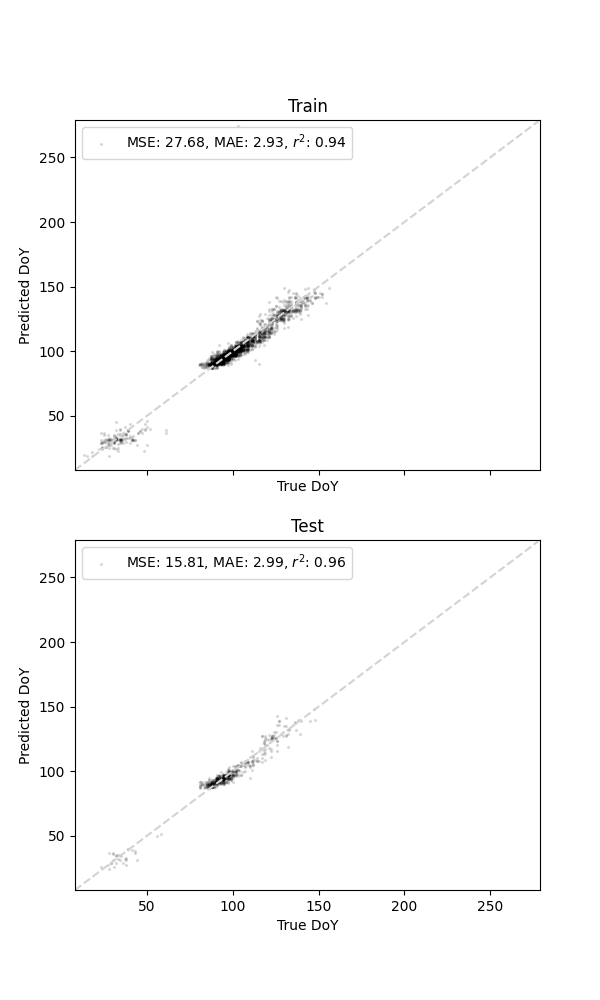 Train
MSE: 27.68, MAE: 2.93, r²: 0.94
250
200
150
100
50
Predicted DoY
True DoY
Test
MSE: 15.81, MAE: 2.99, r²: 0.96
250
200
150
100
50
Predicted DoY
50 100 150 200 250
True DoY